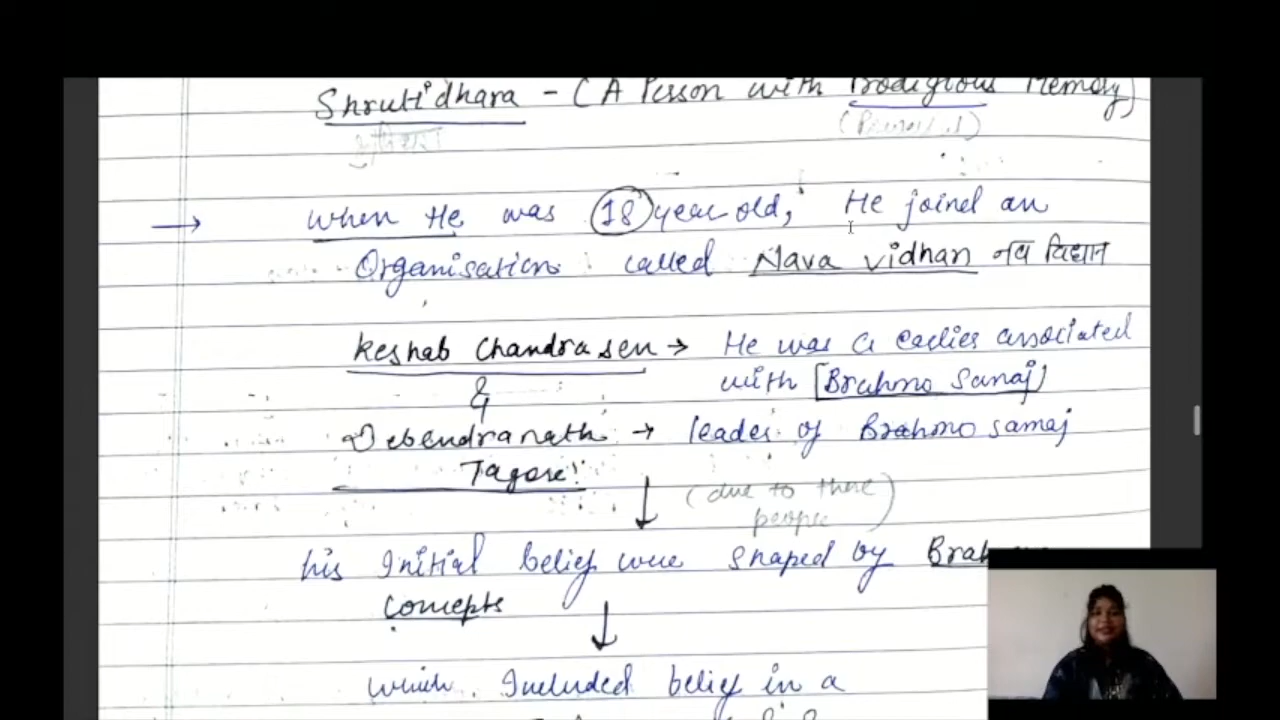 Shrutidhara - (A Person with Prodigious Memory)
→ When He was 18 year old, He joined an
Organisation called Nava vidhan नव विधान
Keshab Chandra sen → He was a earlier associated
with [Brahmo Samaj]
&
Debendranath → leader of Brahmo samaj
Tagore
↓ (due to these
people)
his Initial belief were shaped by
concepts
↓
which Included belief in a